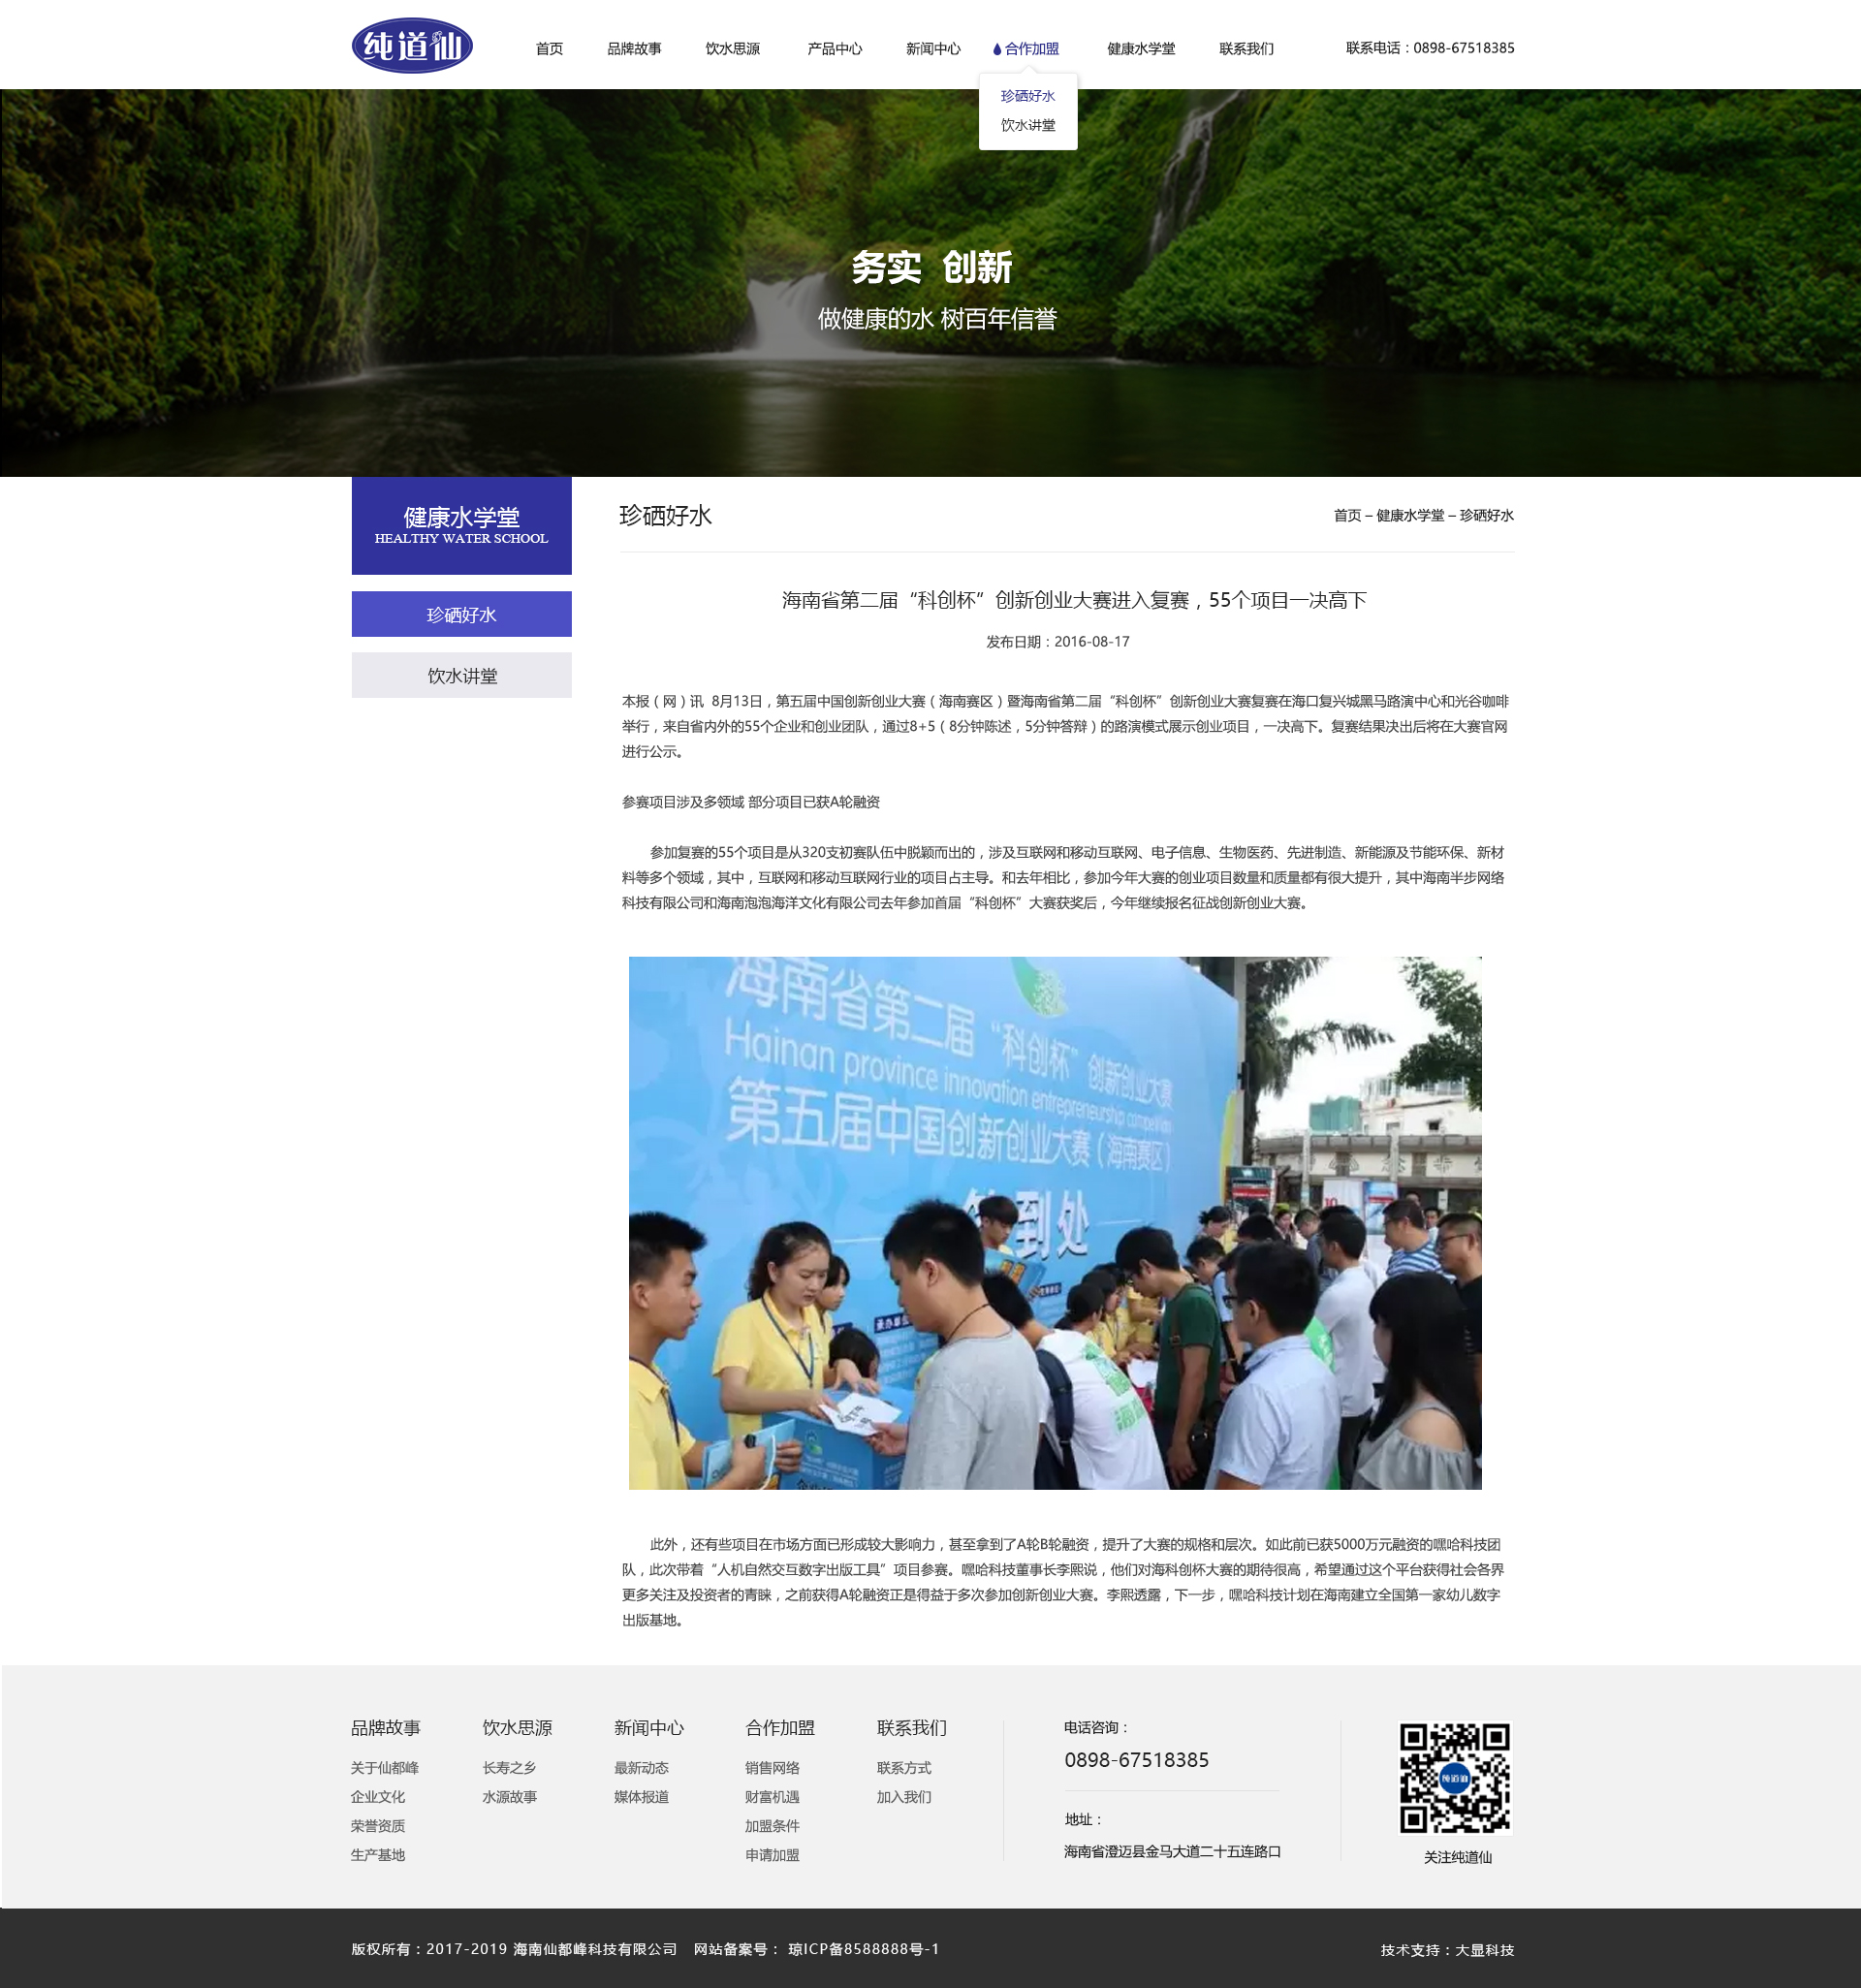 纯道仙
首页 品牌故事 饮水思源 产品中心 新闻中心 合作加盟 健康水学堂 联系我们 联系电话：0898-67518385
珍硒好水
饮水讲堂
务实 创新
做健康的水 树百年信誉
健康水学堂
HEALTHY WATER SCHOOL
珍硒好水
饮水讲堂
珍硒好水
首页 – 健康水学堂 – 珍硒好水
海南省第二届“科创杯”创新创业大赛进入复赛，55个项目一决高下
发布日期：2016-08-17
本报（网）讯 8月13日，第五届中国创新创业大赛（海南赛区）暨海南省第二届“科创杯”创新创业大赛复赛在海口复兴城黑马路演中心和光谷咖啡
举行，来自省内外的55个企业和创业团队，通过8+5（8分钟陈述，5分钟答辩）的路演模式展示创业项目，一决高下。复赛结果决出后将在大赛官网
进行公示。
参赛项目涉及多领域 部分项目已获A轮融资
参加复赛的55个项目是从320支初赛队伍中脱颖而出的，涉及互联网和移动互联网、电子信息、生物医药、先进制造、新能源及节能环保、新材
料等多个领域，其中，互联网和移动互联网行业的项目占主导。和去年相比，参加今年大赛的创业项目数量和质量都有很大提升，其中海南半步网络
科技有限公司和海南泡泡海洋文化有限公司去年参加首届“科创杯”大赛获奖后，今年继续报名征战创新创业大赛。
海南省第二届“科创杯”创新创业大赛
Hainan province innovation entrepreneurship competition
第五届中国创新创业大赛（海南赛区）
到处
此外，还有些项目在市场方面已形成较大影响力，甚至拿到了A轮B轮融资，提升了大赛的规格和层次。如此前已获5000万元融资的嘿哈科技团
队，此次带着“人机自然交互数字出版工具”项目参赛。嘿哈科技董事长李熙说，他们对海科创杯大赛的期待很高，希望通过这个平台获得社会各界
更多关注及投资者的青睐，之前获得A轮融资正是得益于多次参加创新创业大赛。李熙透露，下一步，嘿哈科技计划在海南建立全国第一家幼儿数字
出版基地。
品牌故事
关于仙都峰
企业文化
荣誉资质
生产基地
饮水思源
长寿之乡
水源故事
新闻中心
最新动态
媒体报道
合作加盟
销售网络
财富机遇
加盟条件
申请加盟
联系我们
联系方式
加入我们
电话咨询：
0898-67518385
地址：
海南省澄迈县金马大道二十五连路口
纯道仙
关注纯道仙
版权所有：2017-2019 海南仙都峰科技有限公司 网站备案号： 琼ICP备8588888号-1
技术支持：大显科技